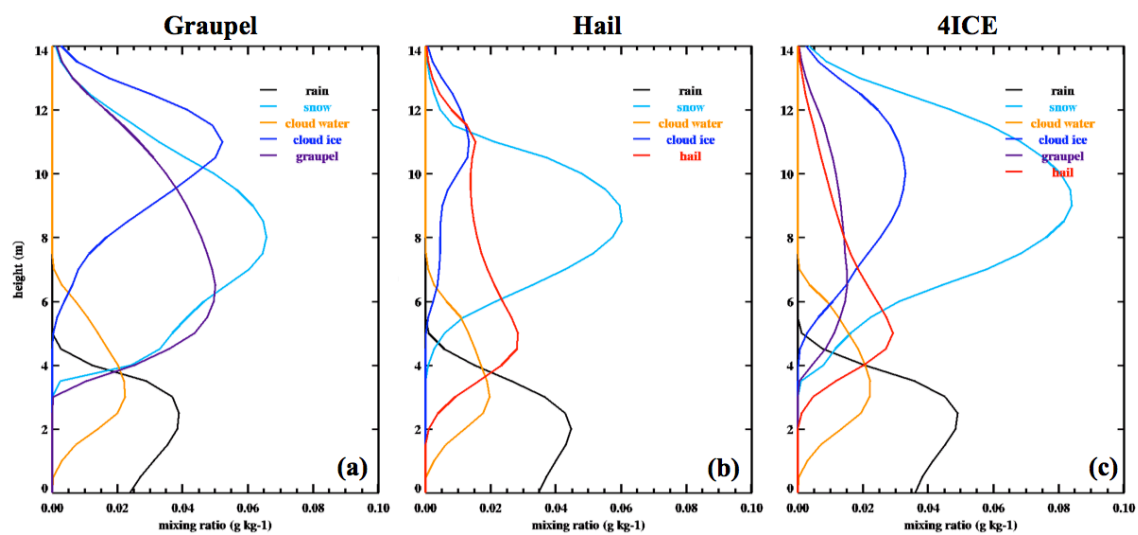 Graupel
Hail
4ICE
14
12
10
8
6
4
2
0
height (m)
rain
snow
cloud water
cloud ice
graupel
(a)
0.00 0.02 0.04 0.06 0.08 0.10
mixing ratio (g kg-1)
14
12
10
8
6
4
2
0
rain
snow
cloud water
cloud ice
hail
(b)
0.00 0.02 0.04 0.06 0.08 0.10
mixing ratio (g kg-1)
14
12
10
8
6
4
2
0
rain
snow
cloud water
cloud ice
graupel
hail
(c)
0.00 0.02 0.04 0.06 0.08 0.10
mixing ratio (g kg-1)